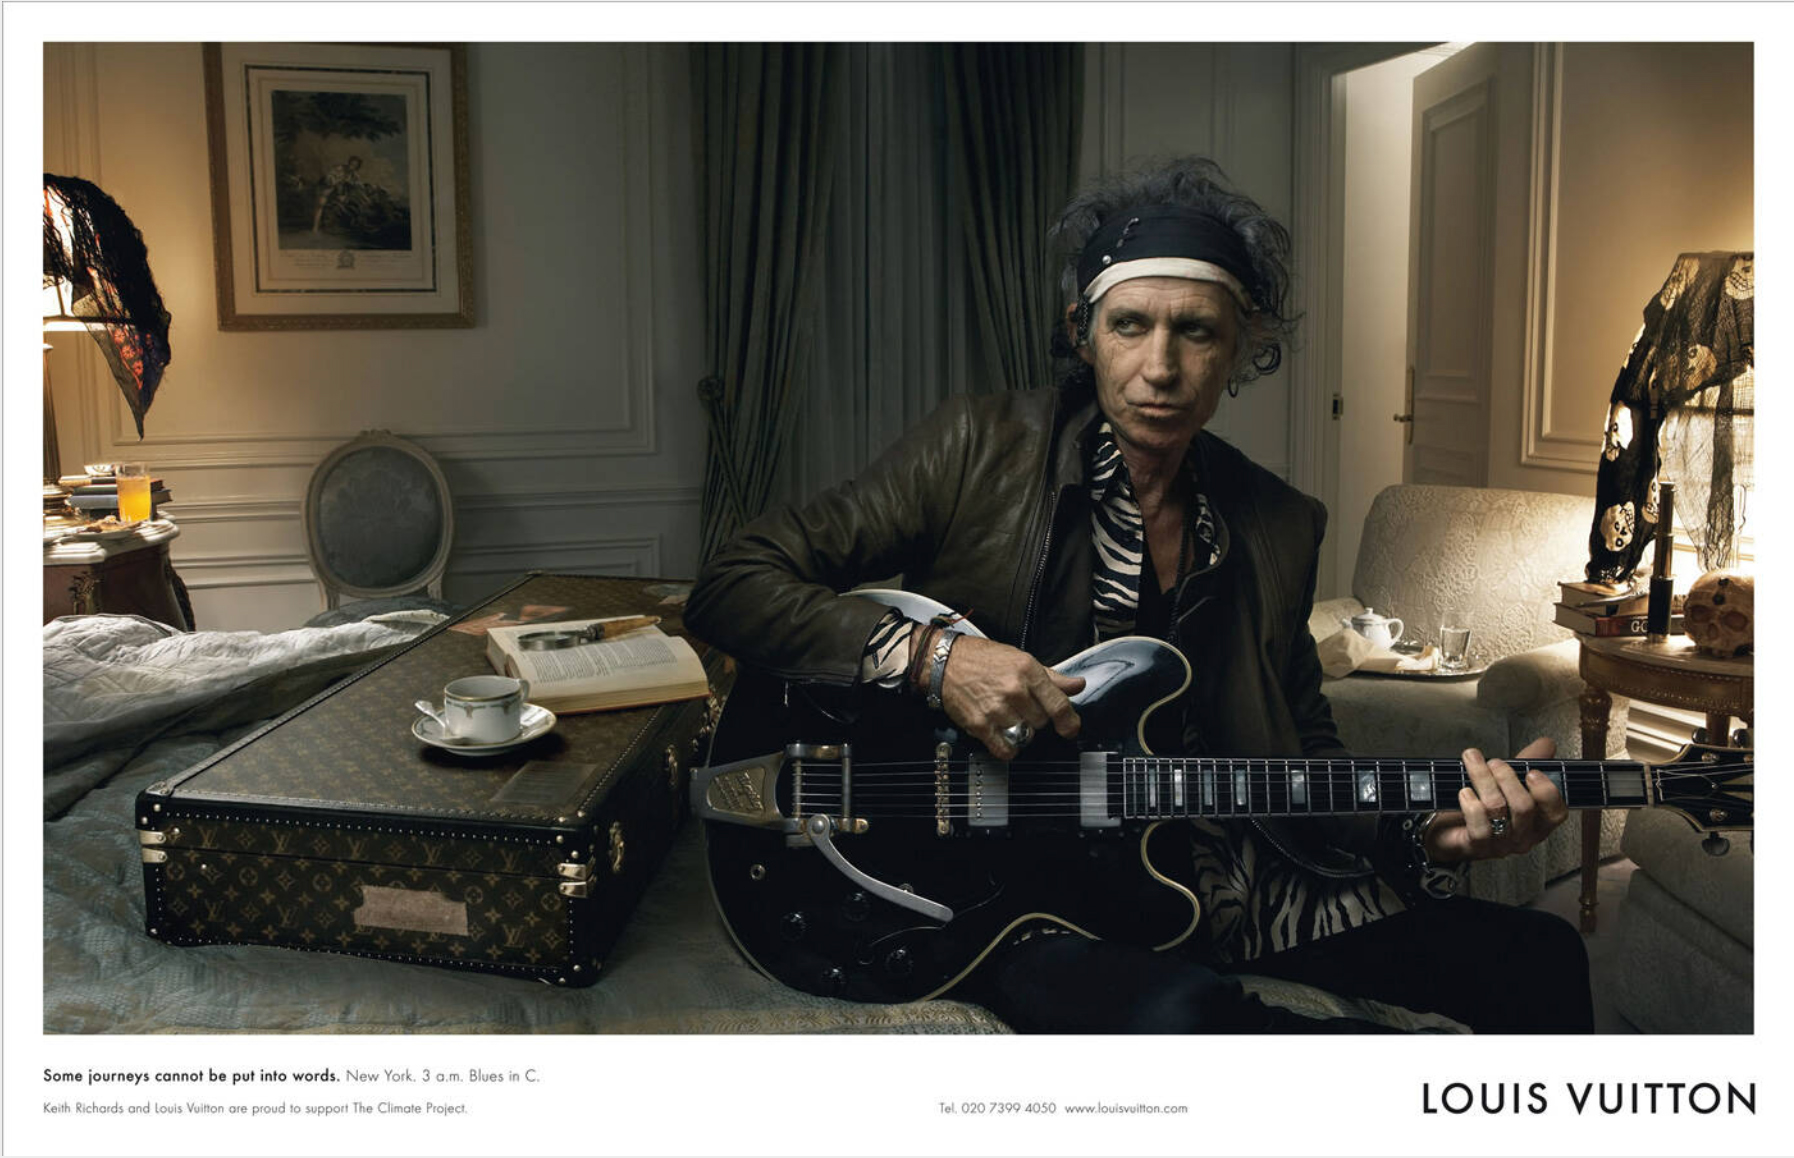 GO
Some journeys cannot be put into words. New York. 3 a.m. Blues in C.
Keith Richards and Louis Vuitton are proud to support The Climate Project.
Tel. 020 7399 4050 www.louisvuitton.com
LOUIS VUITTON